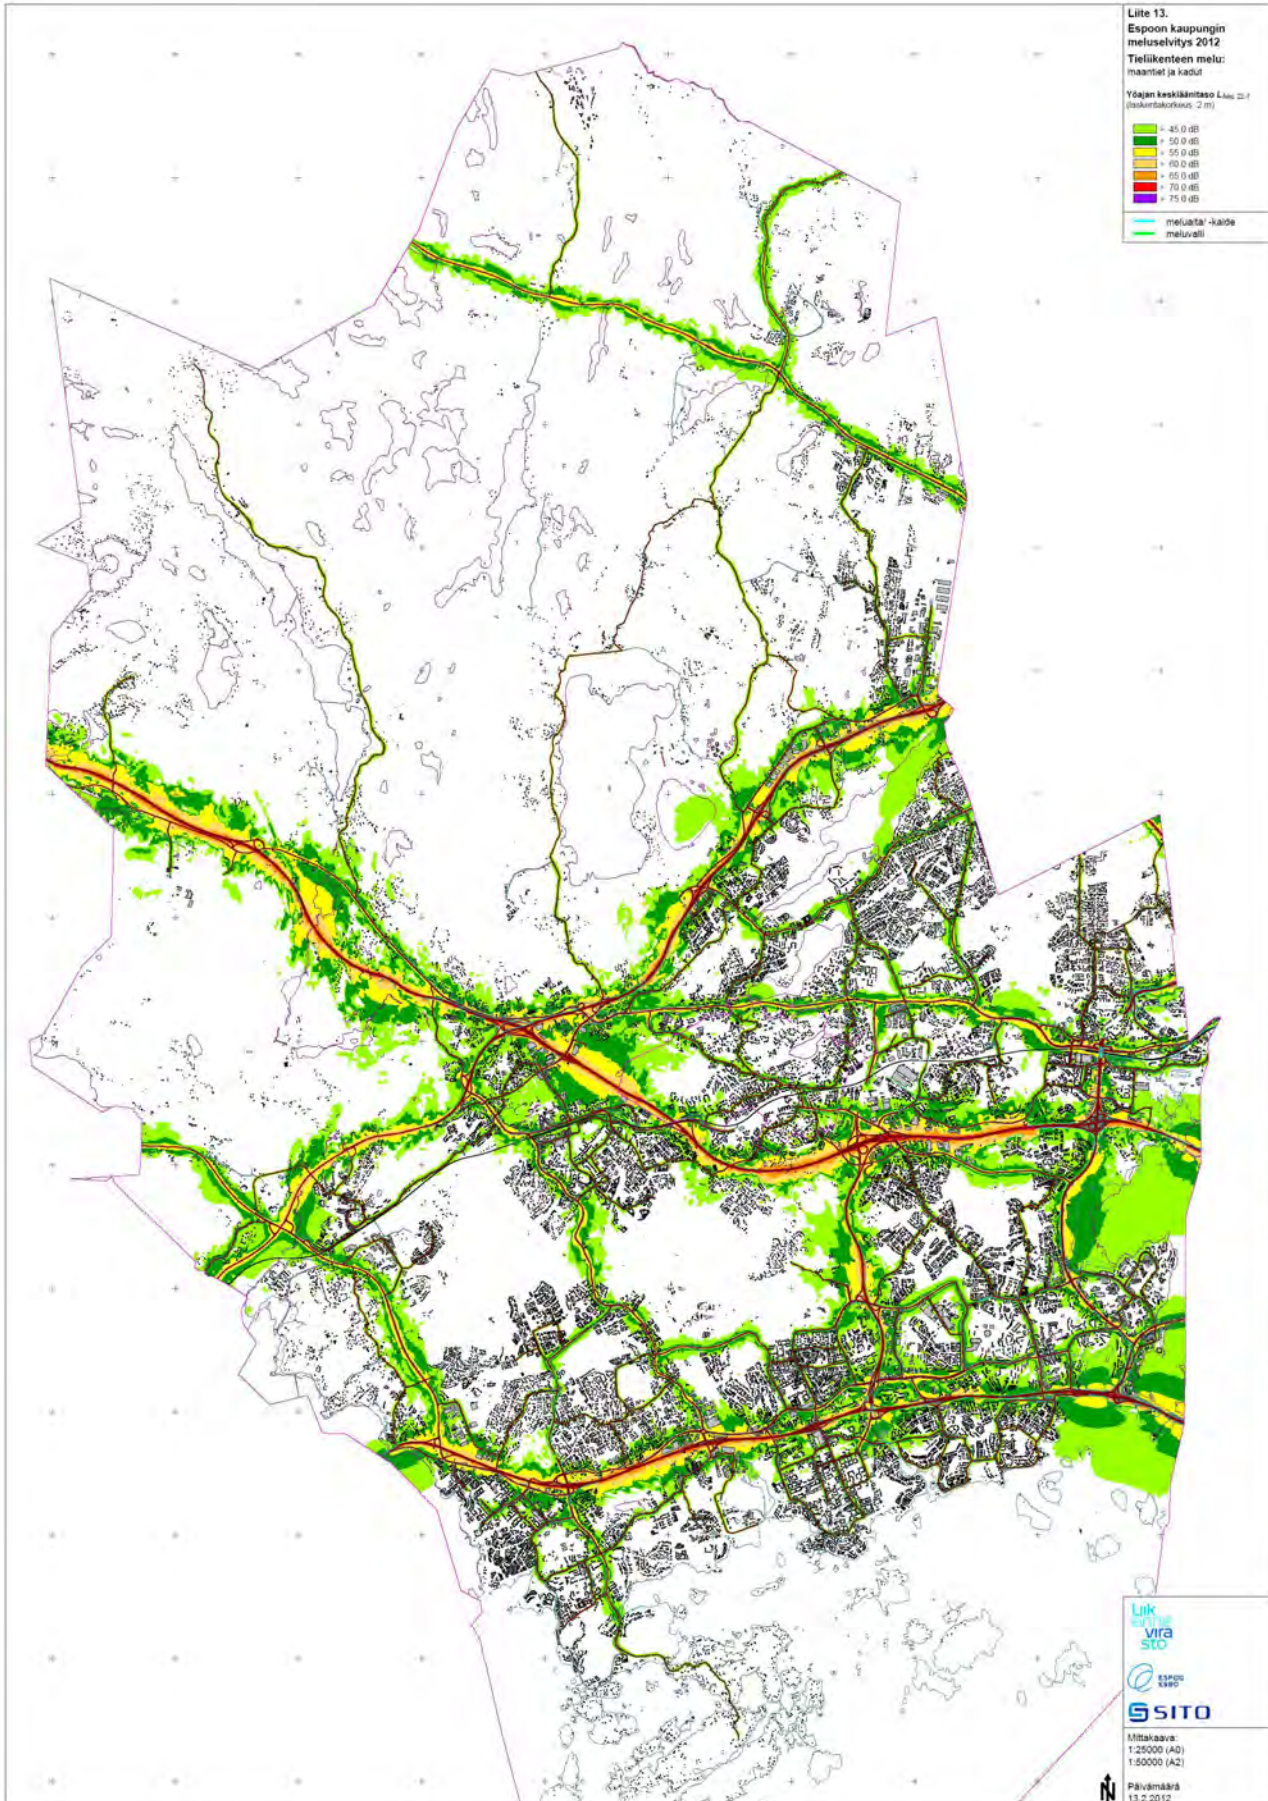 Liite 13.
Espoon kaupungin
meluselvitys 2012
Tieliikenteen melu:
maantiet ja kadut
Yöajan keskiäänitaso
(laskentakorkeus 2 m)
> 45.0 dB
> 50.0 dB
> 55.0 dB
> 60.0 dB
> 65.0 dB
> 70.0 dB
> 75.0 dB
meluaita/ -kaide
meluvalli
Liik
enne
vira
sto
ESPOO
ESBO
SITO
Mittakaava:
1:25000 (A0)
1:50000 (A2)
N
Päivämäärä
13.2.2012